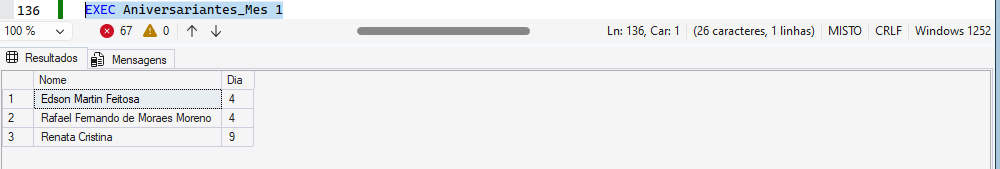 136 EXEC Aniversariantes_Mes 1
100 % 67 0 Ln: 136, Car: 1 (26 caracteres, 1 linhas) MISTO CRLF Windows 1252
Resultados Mensagens
Nome Dia
1 Edson Martin Feitosa 4
2 Rafael Fernando de Moraes Moreno 4
3 Renata Cristina 9